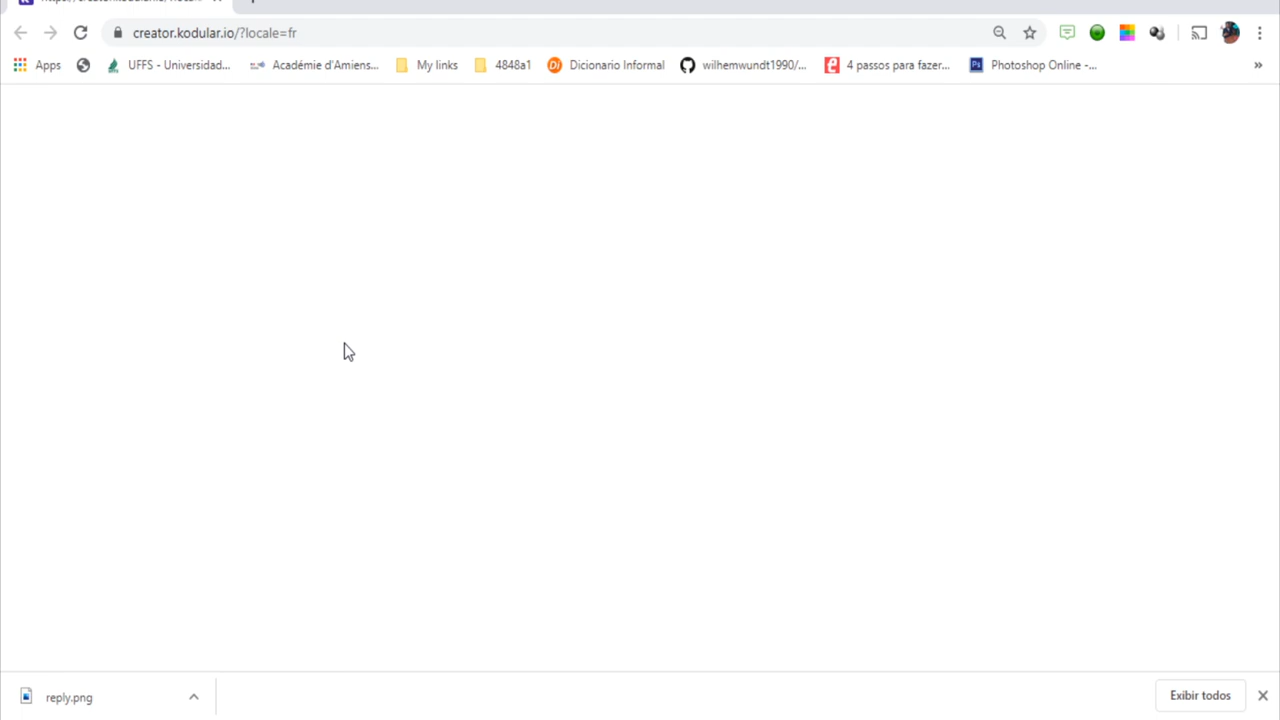 creator.kodular.io/?locale=fr
Apps UFFS - Universidad... Académie d'Amiens... My links 4848a1 Dicionario Informal wilhemwundt1990/... 4 passos para fazer... Photoshop Online -... »
reply.png Exibir todos